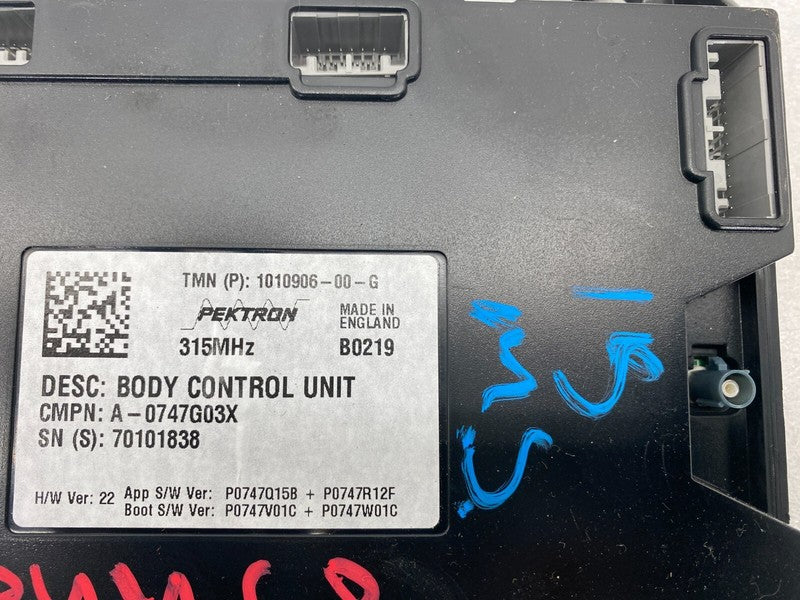 TMN (P): 1010906-00-G
PEKTRON
MADE IN
ENGLAND
315MHz
B0219
DESC: BODY CONTROL UNIT
CMPN: A-0747G03X
SN (S): 70101838
H/W Ver: 22
App S/W Ver: P0747Q15B + P0747R12F
Boot S/W Ver: P0747V01C + P0747W01C